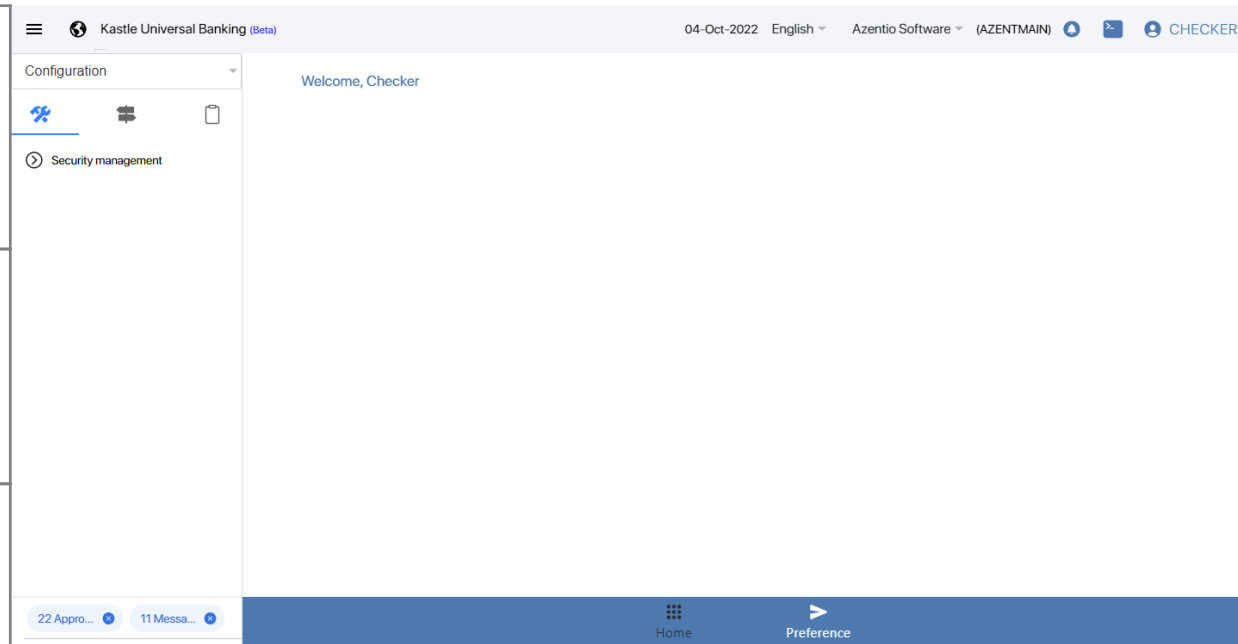 Kastle Universal Banking (Beta) 04-Oct-2022 English Azentio Software (AZENTMAIN) CHECKER
Configuration
Welcome, Checker
Security management
22 Appro... 11 Messa...
Home Preference